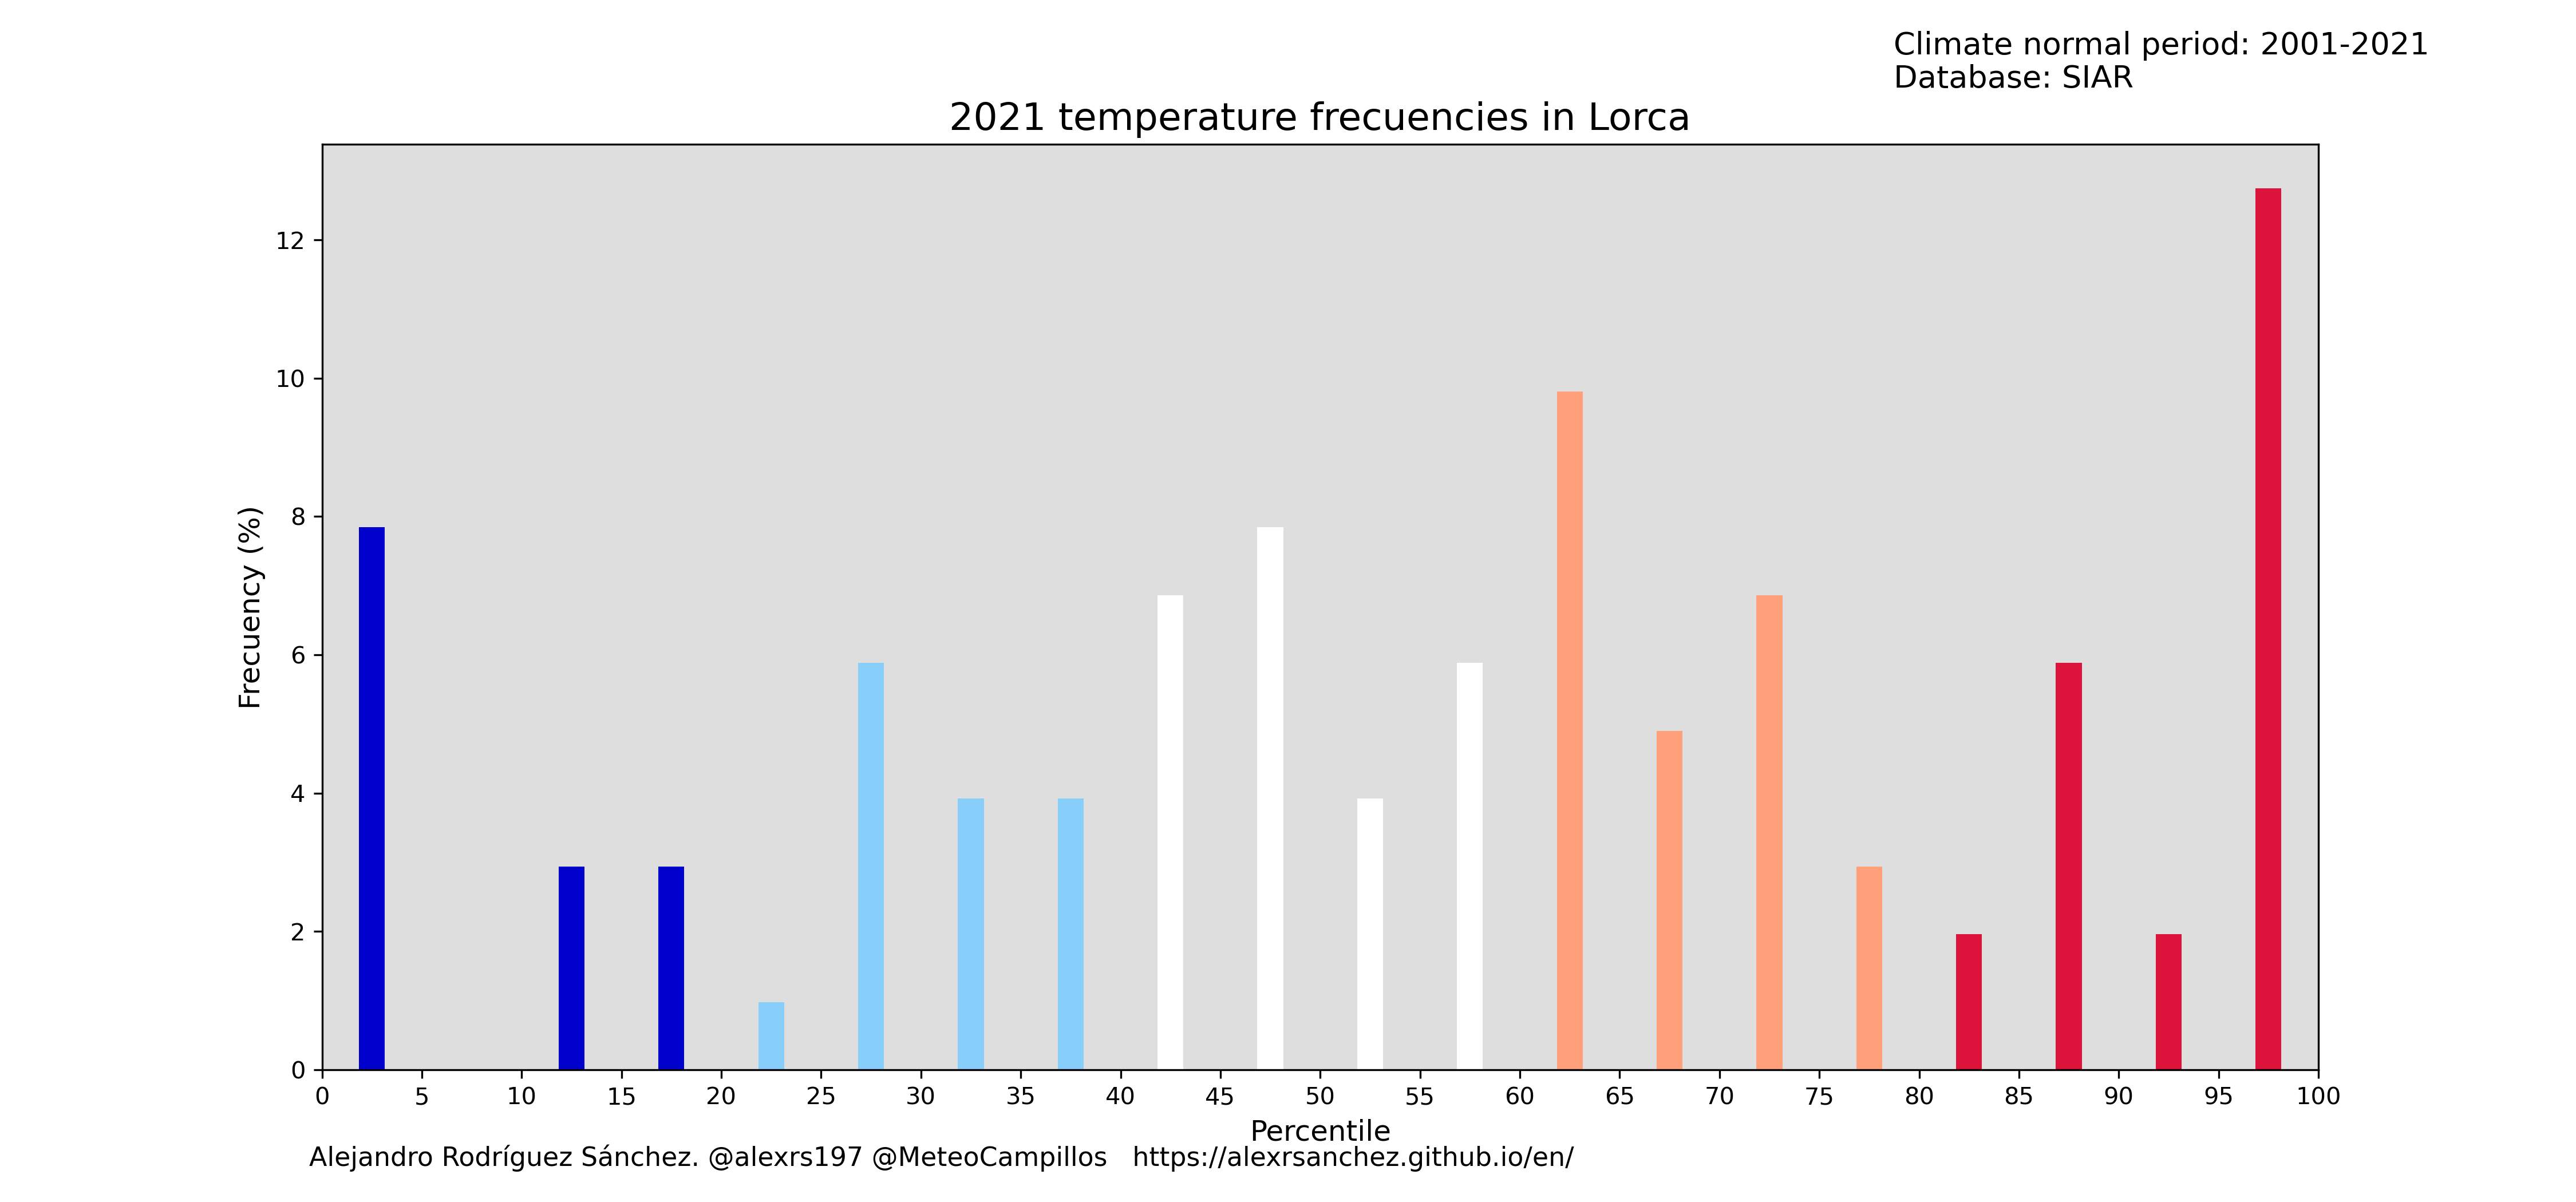 Climate normal period: 2001-2021
Database: SIAR
2021 temperature frecuencies in Lorca
12
10
8
6
4
2
0
Frecuency (%)
0 5 10 15 20 25 30 35 40 45 50 55 60 65 70 75 80 85 90 95 100
Percentile
Alejandro Rodríguez Sánchez. @alexrs197 @MeteoCampillos https://alexrsanchez.github.io/en/